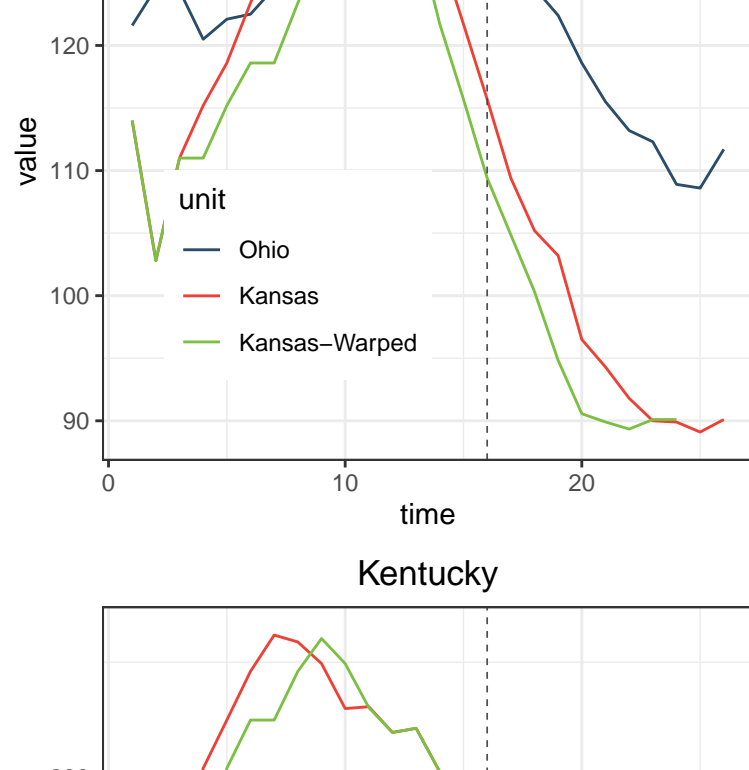 120
110
100
90
value
unit
Ohio
Kansas
Kansas−Warped
0 10 20
time
Kentucky